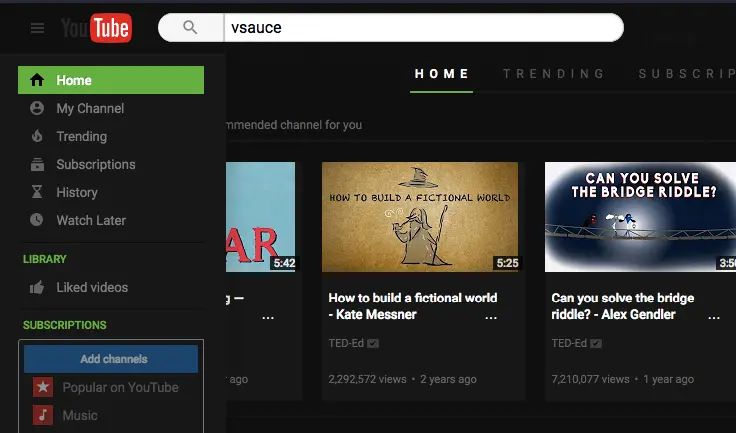 YouTube
vsauce
HOME TRENDING SUBSCRIP
Home
My Channel
Trending
Subscriptions
History
Watch Later
LIBRARY
Liked videos
SUBSCRIPTIONS
Add channels
Popular on YouTube
Music
mmended channel for you
AR
5:42
g —
...
ago
HOW TO BUILD A FICTIONAL WORLD
5:25
How to build a fictional world
- Kate Messner ...
TED-Ed
2,292,572 views • 2 years ago
CAN YOU SOLVE
THE BRIDGE RIDDLE?
3:50
Can you solve the bridge
riddle? - Alex Gendler ...
TED-Ed
7,210,077 views • 1 year ago